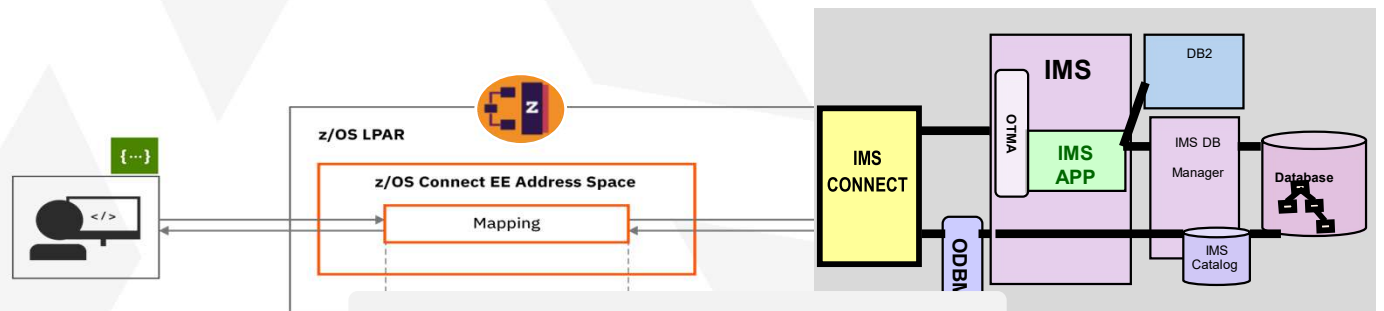 {...}
</>
z/OS LPAR
Z
z/OS Connect EE Address Space
Mapping
IMS
CONNECT
IMS
OTMA
IMS
APP
DB2
IMS DB
Manager
Database
IMS
Catalog